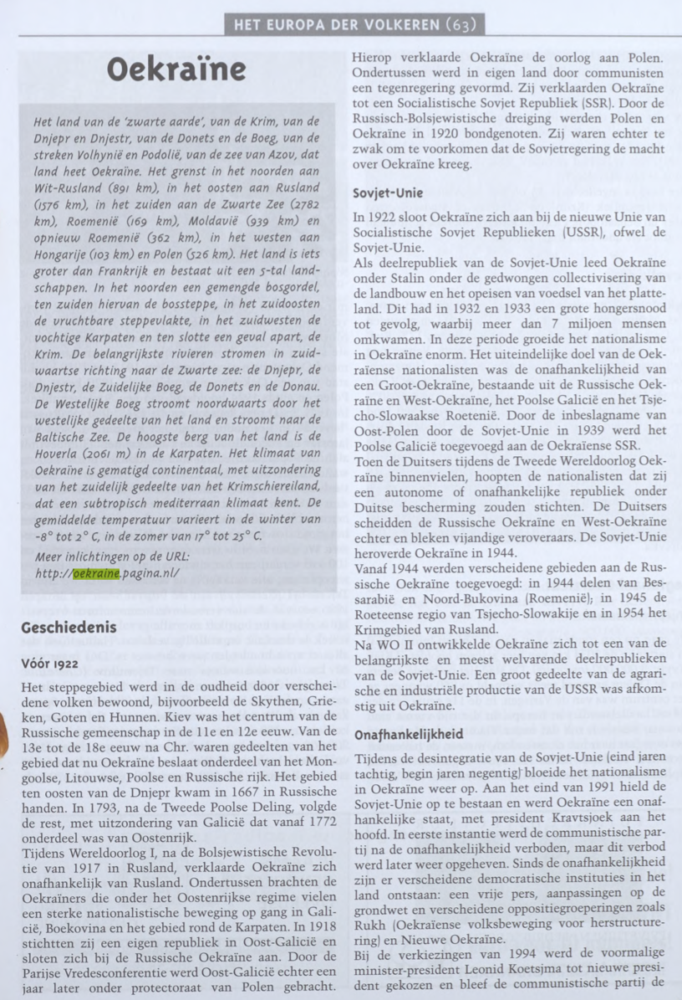 HET EUROPA DER VOLKEREN (63)
Oekraïne
Het land van de 'zwarte aarde', van de Krim, van de
Dnjepr en Dnjestr, van de Donets en de Boeg, van de
streken Volhynië en Podolië, van de zee van Azov, dat
land heet Oekraïne. Het grenst in het noorden aan
Wit-Rusland (891 km), in het oosten aan Rusland
(1576 km), in het zuiden aan de Zwarte Zee (2782
km), Roemenië (169 km), Moldavië (939 km) en
opnieuw Roemenië (362 km), in het westen aan
Hongarije (103 km) en Polen (526 km). Het land is iets
groter dan Frankrijk en bestaat uit een 5-tal land-
schappen. In het noorden een gemengde bosgordel,
ten zuiden hiervan de bossteppe, in het zuidoosten
de vruchtbare steppevlakte, in het zuidwesten de
vochtige Karpaten en ten slotte een geval apart, de
Krim. De belangrijkste rivieren stromen in zuid-
waartse richting naar de Zwarte zee: de Dnjepr, de
Dnjestr, de Zuidelijke Boeg, de Donets en de Donau.
De Westelijke Boeg stroomt noordwaarts door het
westelijke gedeelte van het land en stroomt naar de
Baltische Zee. De hoogste berg van het land is de
Hoverla (2061 m) in de Karpaten. Het klimaat van
Oekraïne is gematigd continentaal, met uitzondering
van het zuidelijk gedeelte van het Krimschiereiland,
dat een subtropisch mediterraan klimaat kent. De
gemiddelde temperatuur varieert in de winter van
-8° tot 2° C, in de zomer van 17° tot 25° C.
Meer inlichtingen op de URL:
http://oekraine.pagina.nl/
Geschiedenis
Vóór 1922
Het steppegebied werd in de oudheid door verschei-
dene volken bewoond, bijvoorbeeld de Skythen, Grie-
ken, Goten en Hunnen. Kiev was het centrum van de
Russische gemeenschap in de 11e en 12e eeuw. Van de
13e tot de 18e eeuw na Chr. waren gedeelten van het
gebied dat nu Oekraïne beslaat onderdeel van het Mon-
goolse, Litouwse, Poolse en Russische rijk. Het gebied
ten oosten van de Dnjepr kwam in 1667 in Russische
handen. In 1793, na de Tweede Poolse Deling, volgde
de rest, met uitzondering van Galicië dat vanaf 1772
onderdeel was van Oostenrijk.
Tijdens Wereldoorlog I, na de Bolsjewistische Revolu-
tie van 1917 in Rusland, verklaarde Oekraïne zich
onafhankelijk van Rusland. Ondertussen brachten de
Oekraïners die onder het Oostenrijkse regime vielen
een sterke nationalistische beweging op gang in Gali-
cië, Boekovina en het gebied rond de Karpaten. In 1918
stichtten zij een eigen republiek in Oost-Galicië en
sloten zich bij de Russische Oekraïne aan. Door de
Parijse Vredesconferentie werd Oost-Galicië echter een
jaar later onder protectoraat van Polen gebracht.
Hierop verklaarde Oekraïne de oorlog aan Polen.
Ondertussen werd in eigen land door communisten
een tegenregering gevormd. Zij verklaarden Oekraïne
tot een Socialistische Sovjet Republiek (SSR). Door de
Russisch-Bolsjewistische dreiging werden Polen en
Oekraïne in 1920 bondgenoten. Zij waren echter te
zwak om te voorkomen dat de Sovjetregering de macht
over Oekraïne kreeg.
Sovjet-Unie
In 1922 sloot Oekraïne zich aan bij de nieuwe Unie van
Socialistische Sovjet Republieken (USSR), ofwel de
Sovjet-Unie.
Als deelrepubliek van de Sovjet-Unie leed Oekraïne
onder Stalin onder de gedwongen collectivisering van
de landbouw en het opeisen van voedsel van het platte-
land. Dit had in 1932 en 1933 een grote hongersnood
tot gevolg, waarbij meer dan 7 miljoen mensen
omkwamen. In deze periode groeide het nationalisme
in Oekraïne enorm. Het uiteindelijke doel van de Oek-
raïense nationalisten was de onafhankelijkheid van
een Groot-Oekraïne, bestaande uit de Russische Oek-
raïne en West-Oekraïne, het Poolse Galicië en het Tsje-
cho-Slowaakse Roetenië. Door de inbeslagname van
Oost-Polen door de Sovjet-Unie in 1939 werd het
Poolse Galicië toegevoegd aan de Oekraïense SSR.
Toen de Duitsers tijdens de Tweede Wereldoorlog Oek-
raïne binnenvielen, hoopten de nationalisten dat zij
een autonome of onafhankelijke republiek onder
Duitse bescherming zouden stichten. De Duitsers
scheidden de Russische Oekraïne en West-Oekraïne
echter en bleken vijandige veroveraars. De Sovjet-Unie
heroverde Oekraïne in 1944.
Vanaf 1944 werden verscheidene gebieden aan de Rus-
sische Oekraïne toegevoegd: in 1944 delen van Bes-
sarabië en Noord-Bukovina (Roemenië); in 1945 de
Roeteense regio van Tsjecho-Slowakije en in 1954 het
Krimgebied van Rusland.
Na WO II ontwikkelde Oekraïne zich tot een van de
belangrijkste en meest welvarende deelrepublieken
van de Sovjet-Unie. Een groot gedeelte van de agrari-
sche en industriële productie van de USSR was afkom-
stig uit Oekraïne.
Onafhankelijkheid
Tijdens de desintegratie van de Sovjet-Unie (eind jaren
tachtig, begin jaren negentig) bloeide het nationalisme
in Oekraïne weer op. Aan het eind van 1991 hield de
Sovjet-Unie op te bestaan en werd Oekraïne een onaf-
hankelijke staat, met president Kravtsjoek aan het
hoofd. In eerste instantie werd de communistische par-
tij na de onafhankelijkheid verboden, maar dit verbod
werd later weer opgeheven. Sinds de onafhankelijkheid
zijn er verscheidene democratische instituties in het
land ontstaan: een vrije pers, aanpassingen op de
grondwet en verscheidene oppositiegroeperingen zoals
Rukh (Oekraïense volksbeweging voor herstructure-
ring) en Nieuwe Oekraïne.
Bij de verkiezingen van 1994 werd de voormalige
minister-president Leonid Koetsjma tot nieuwe presi-
dent gekozen en bleef de communistische partij de